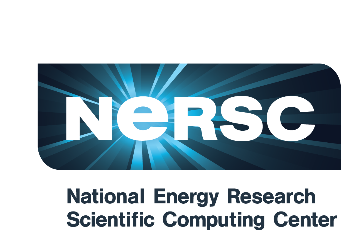 NeRSC
National Energy Research
Scientific Computing Center